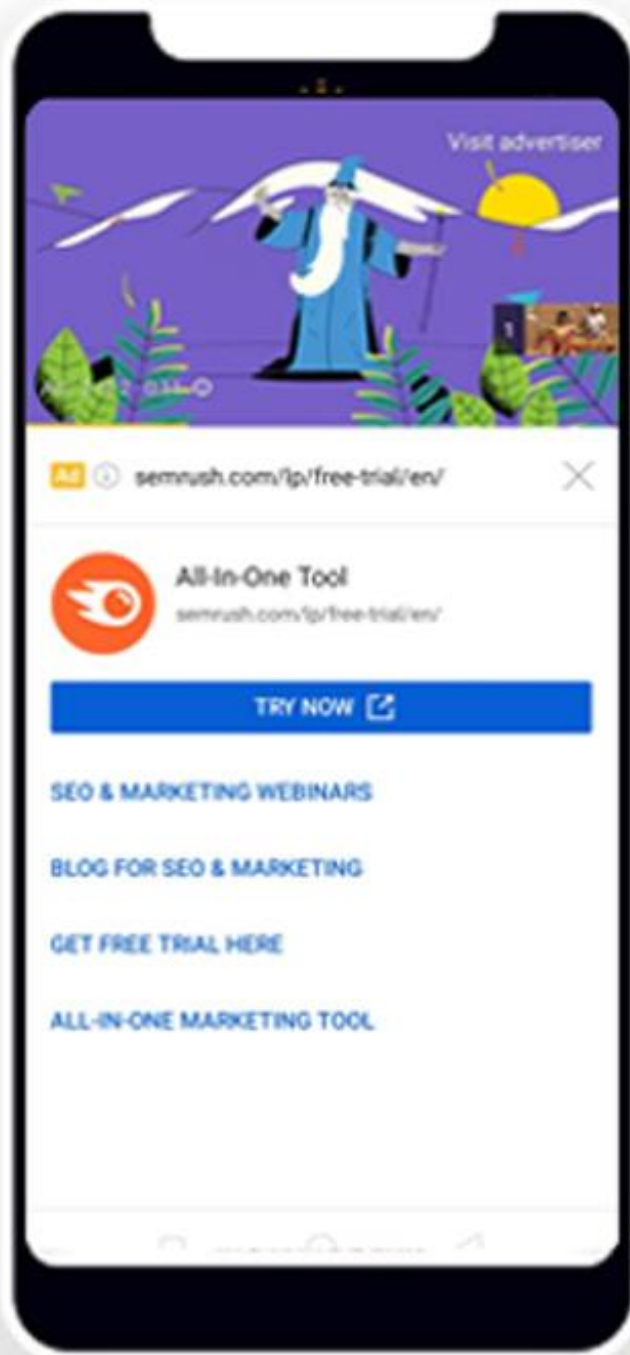 Visit advertiser
1
Ad semrush.com/lp/free-trial/en/
All-In-One Tool
semrush.com/lp/free-trial/en/
TRY NOW
SEO & MARKETING WEBINARS
BLOG FOR SEO & MARKETING
GET FREE TRIAL HERE
ALL-IN-ONE MARKETING TOOL